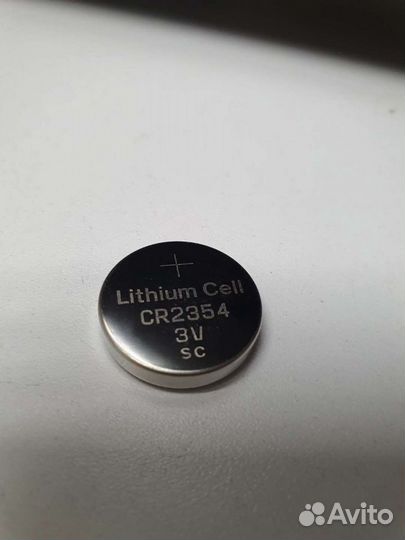 +
Lithium Cell
CR2354
3V
SC
Avito